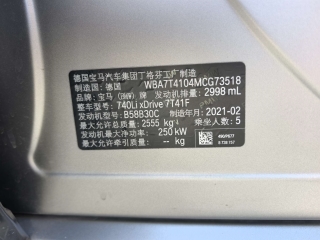 德国宝马汽车集团丁格芬工厂制造
制造国：德国 WBA7T4104MCG73518
品牌：宝马 (BMW) 牌 发动机排量：2998 mL
整车型号：740Li xDrive 7T41F
发动机型号：B58B30C 制造年月：2021-02
最大允许总质量：2555 kg 乘坐人数：5
发动机最大净功率：250 kW
最大允许牵引质量：-- kg